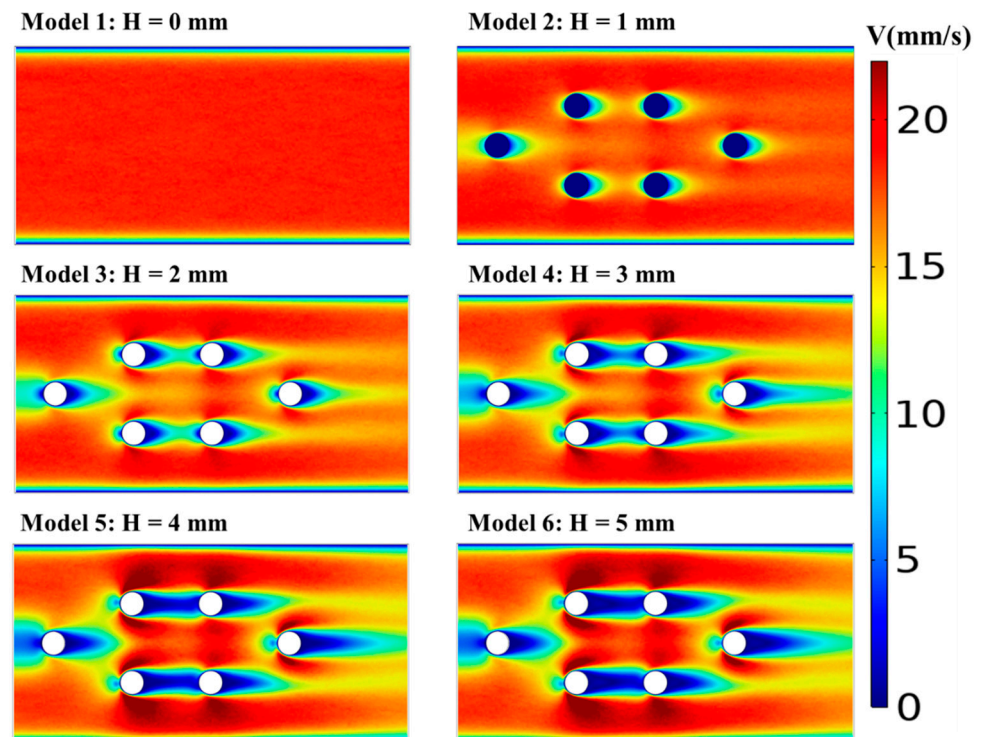 Model 1: H = 0 mm
Model 2: H = 1 mm
V(mm/s)
20
15
10
5
0
Model 3: H = 2 mm
Model 4: H = 3 mm
Model 5: H = 4 mm
Model 6: H = 5 mm